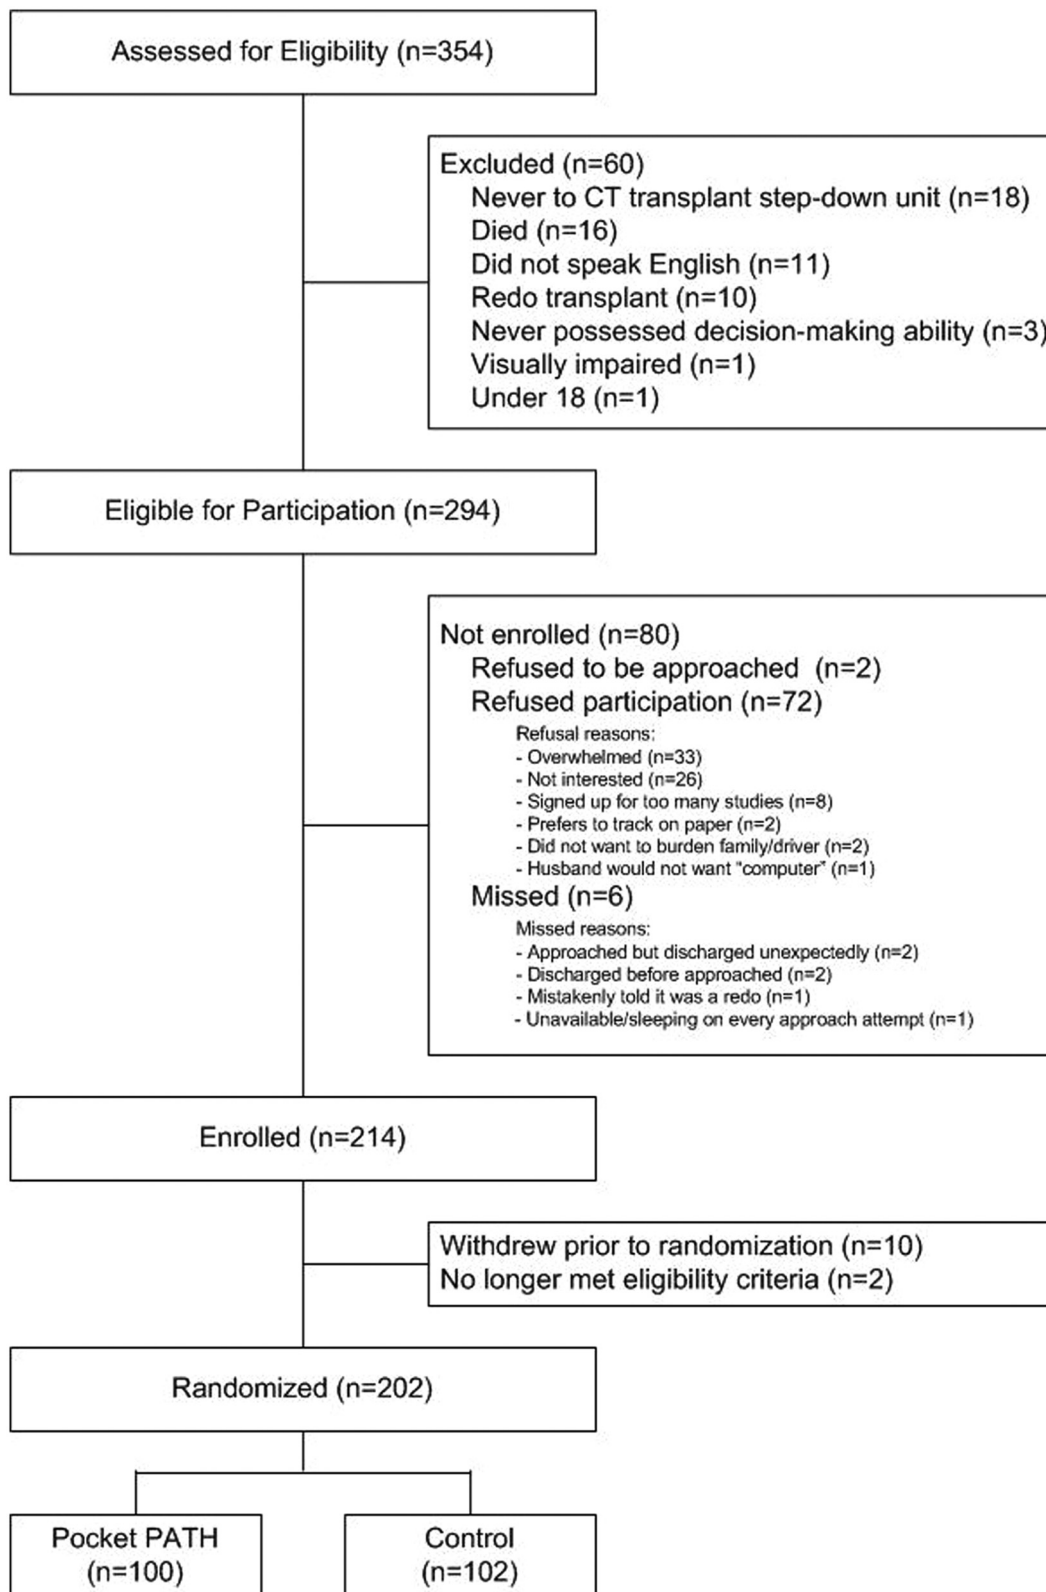 Assessed for Eligibility (n=354)
Excluded (n=60)
Never to CT transplant step-down unit (n=18)
Died (n=16)
Did not speak English (n=11)
Redo transplant (n=10)
Never possessed decision-making ability (n=3)
Visually impaired (n=1)
Under 18 (n=1)
Eligible for Participation (n=294)
Not enrolled (n=80)
Refused to be approached (n=2)
Refused participation (n=72)
Refusal reasons:
- Overwhelmed (n=33)
- Not interested (n=26)
- Signed up for too many studies (n=8)
- Prefers to track on paper (n=2)
- Did not want to burden family/driver (n=2)
- Husband would not want "computer" (n=1)
Missed (n=6)
Missed reasons:
- Approached but discharged unexpectedly (n=2)
- Discharged before approached (n=2)
- Mistakenly told it was a redo (n=1)
- Unavailable/sleeping on every approach attempt (n=1)
Enrolled (n=214)
Withdrew prior to randomization (n=10)
No longer met eligibility criteria (n=2)
Randomized (n=202)
Pocket PATH
(n=100)
Control
(n=102)